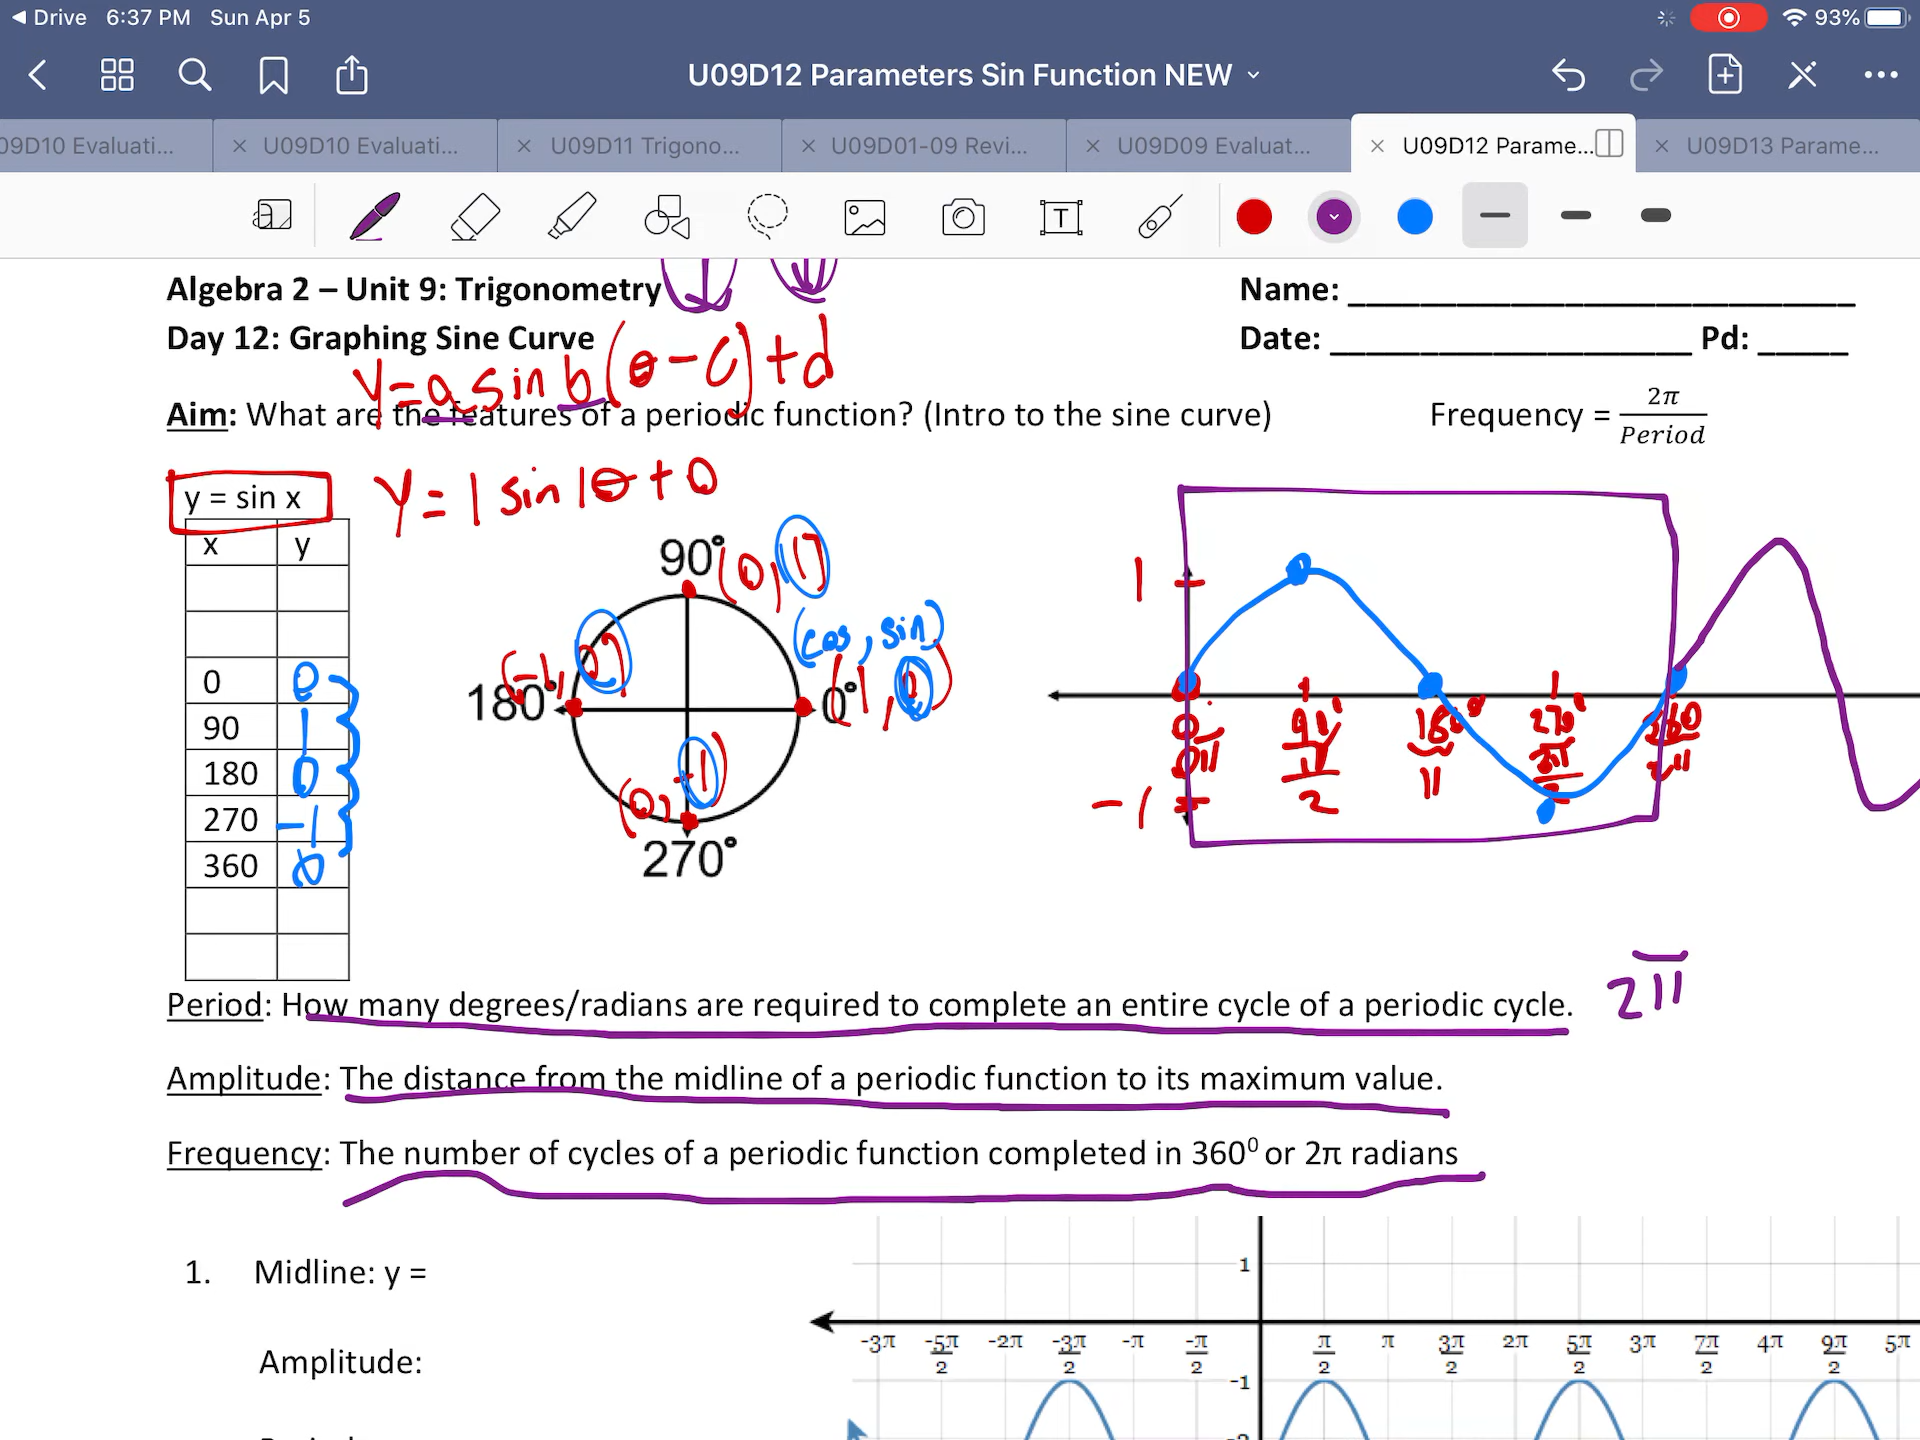 Drive 6:37 PM Sun Apr 5 93%
U09D12 Parameters Sin Function NEW
09D10 Evaluati... U09D10 Evaluati... U09D11 Trigono... U09D01-09 Revi... U09D09 Evaluat... U09D12 Parame... U09D13 Parame...
Algebra 2 – Unit 9: Trigonometry Name: ____________________________
Day 12: Graphing Sine Curve Date: ____________________ Pd: _____
y = a sin b(θ - c) + d
Aim: What are the features of a periodic function? (Intro to the sine curve) Frequency = 2π/Period
y = sin x
y = 1 sin 1θ + 0
x y
0 0
90 1
180 0
270 -1
360 0
90° (0, 1)
(cos, sin)
180° (-1, 0)
0° (1, 0)
(0, -1)
270°
1
-1
0° 90° 180° 270° 360
0π π/2 π 3π/2 2π
Period: How many degrees/radians are required to complete an entire cycle of a periodic cycle. 2π
Amplitude: The distance from the midline of a periodic function to its maximum value.
Frequency: The number of cycles of a periodic function completed in 360⁰ or 2π radians
1. Midline: y =
Amplitude:
1
-3π -5π/2 -2π -3π/2 -π -π/2 π/2 π 3π/2 2π 5π/2 3π 7π/2 4π 9π/2 5π
-1